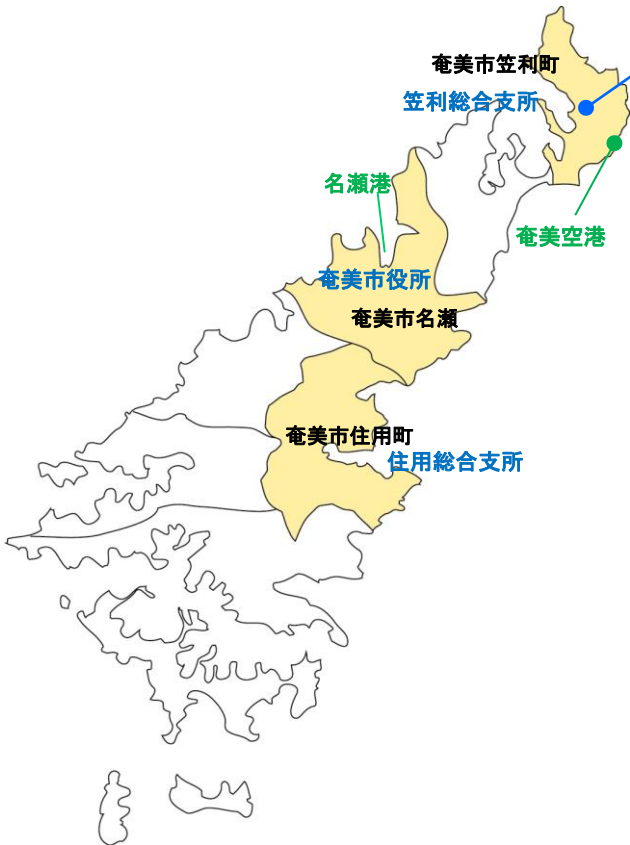 奄美市笠利町
笠利総合支所
名瀬港
奄美空港
奄美市役所
奄美市名瀬
奄美市住用町
住用総合支所